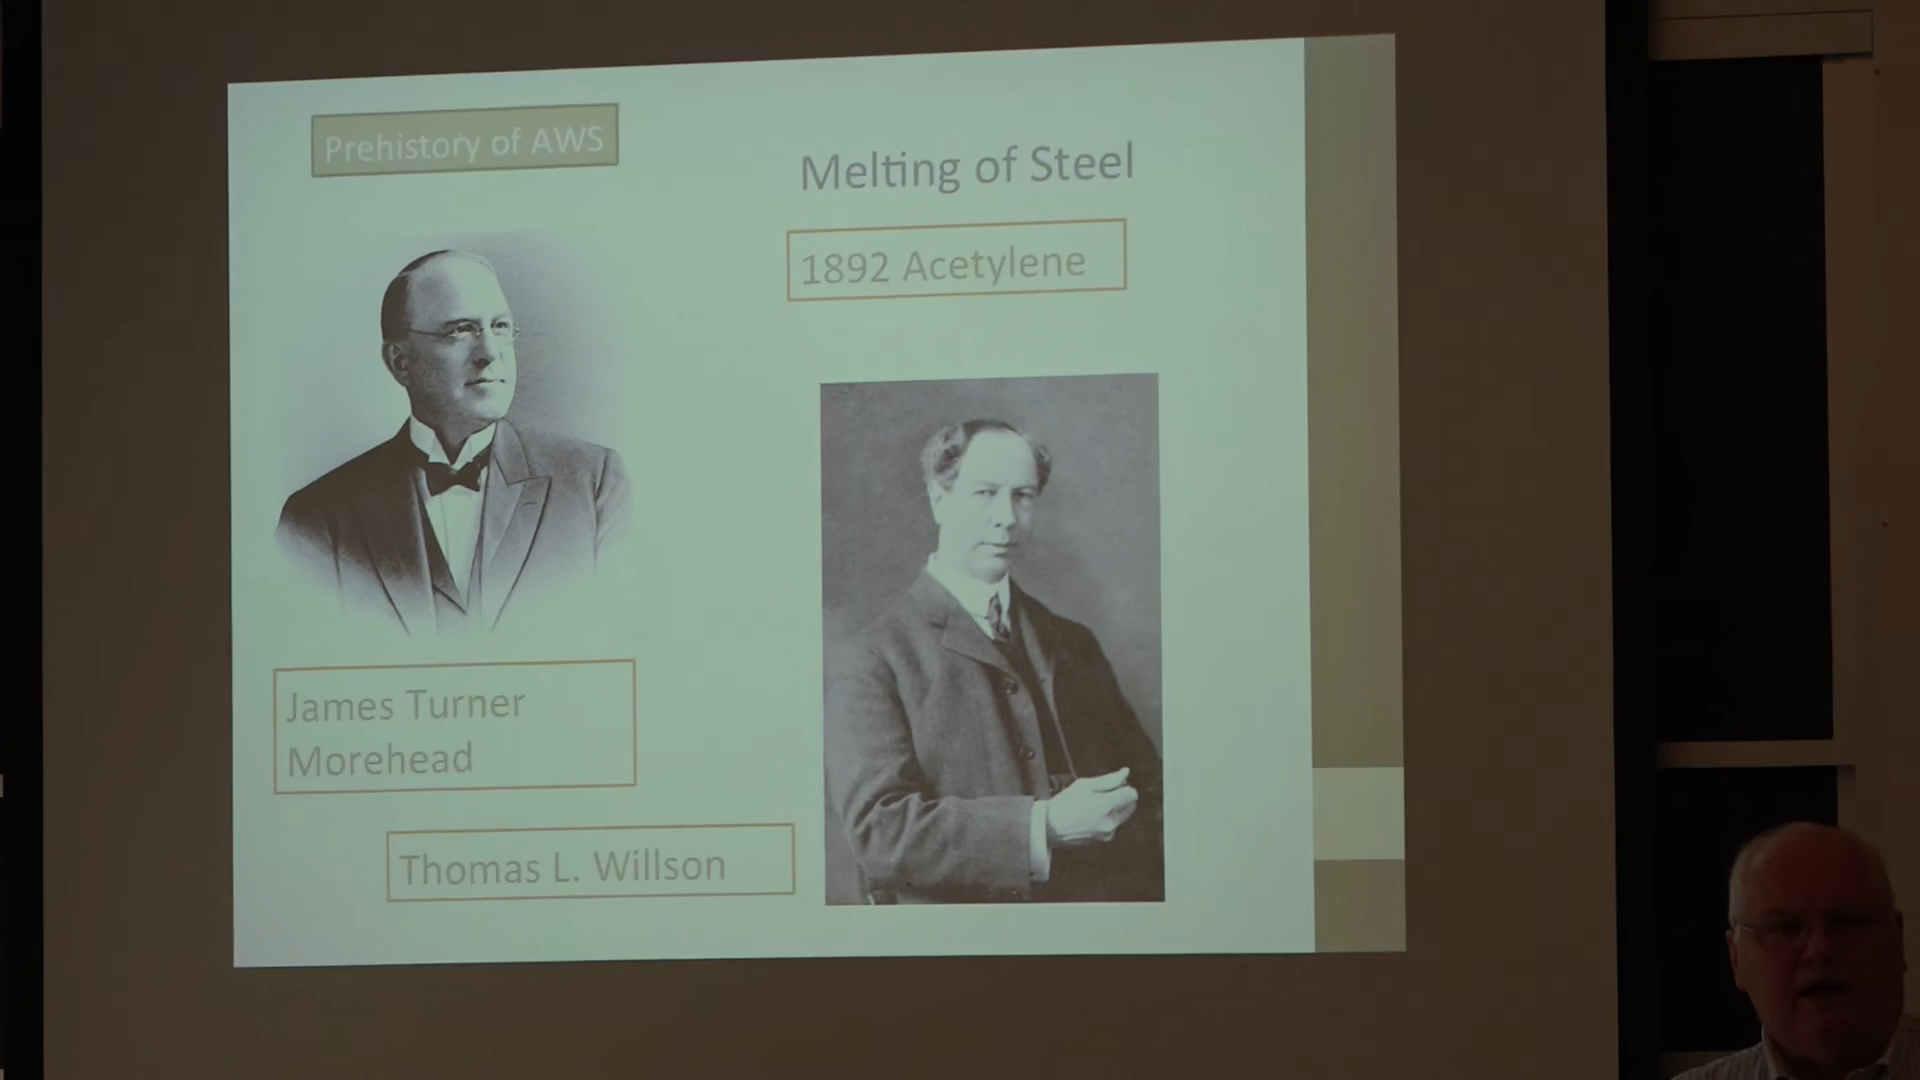 Prehistory of AWS
Melting of Steel
1892 Acetylene
James Turner
Morehead
Thomas L. Willson